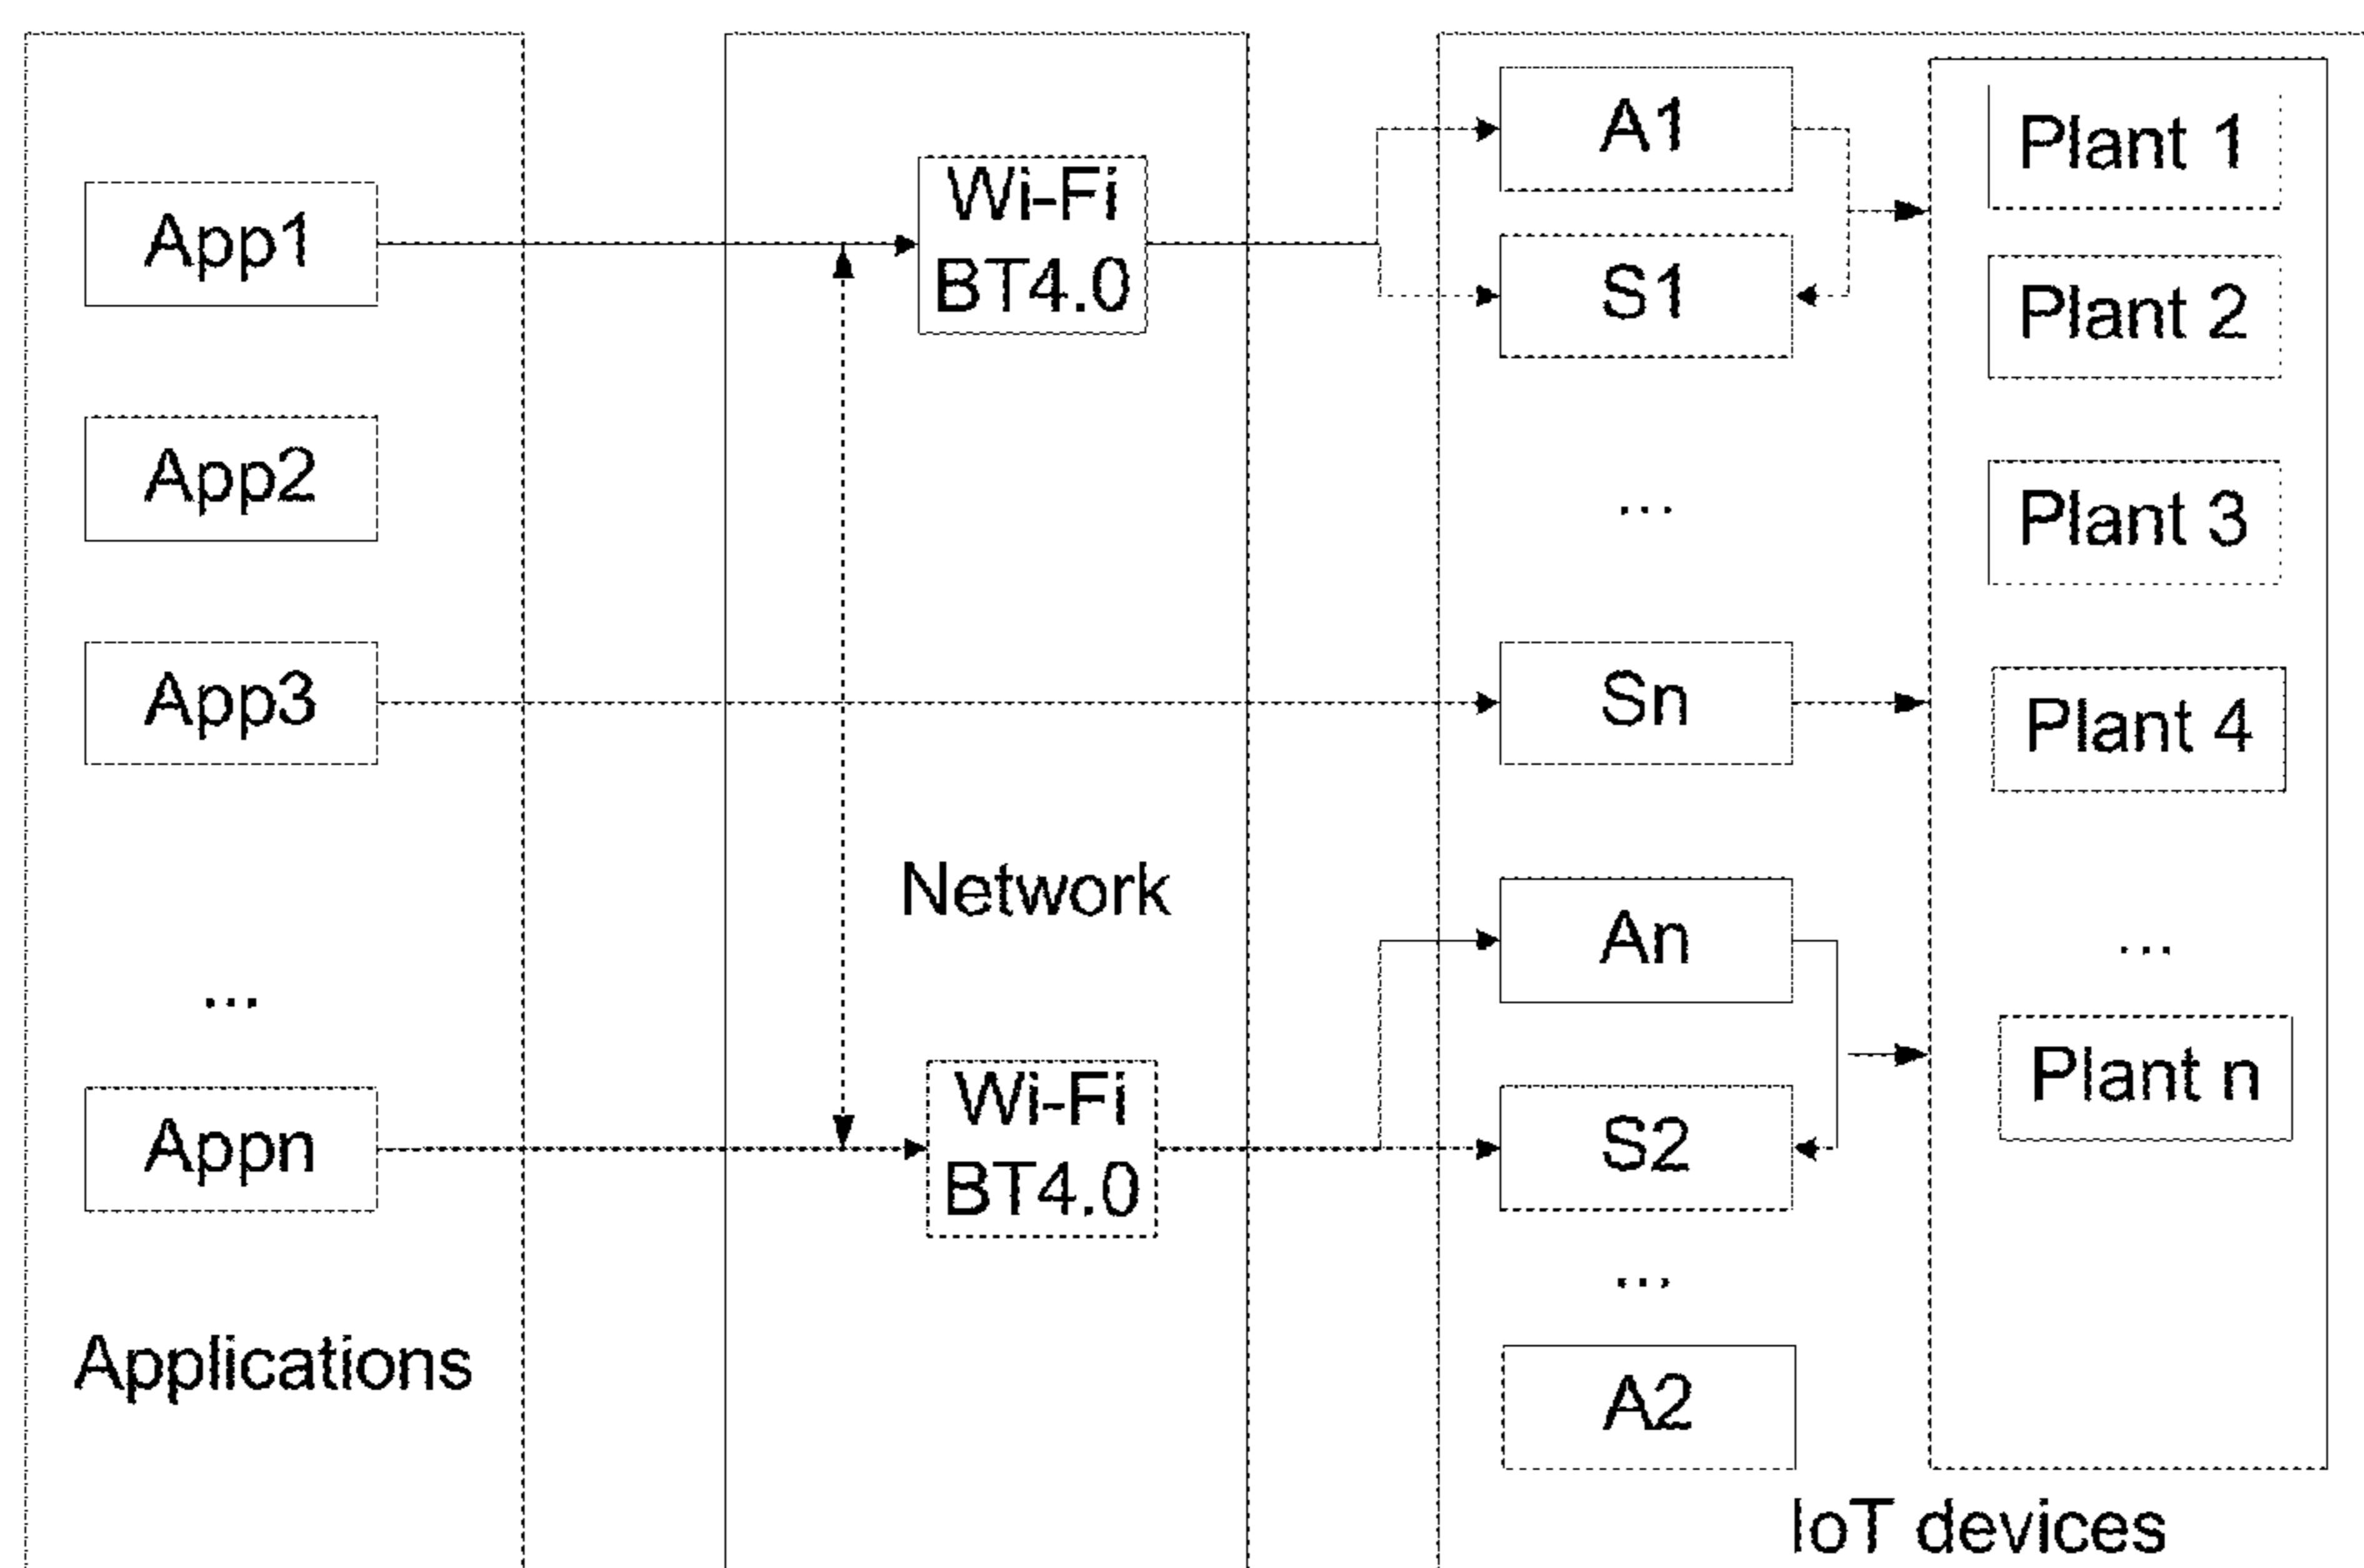 App1
App2
App3
...
Appn
Applications
Wi-Fi
BT4.0
Network
Wi-Fi
BT4.0
A1
S1
...
Sn
An
S2
...
A2
Plant 1
Plant 2
Plant 3
Plant 4
...
Plant n
IoT devices